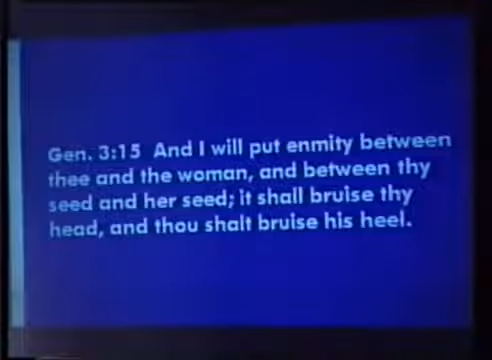 Gen. 3:15 And I will put enmity between
thee and the woman, and between thy
seed and her seed; it shall bruise thy
head, and thou shalt bruise his heel.